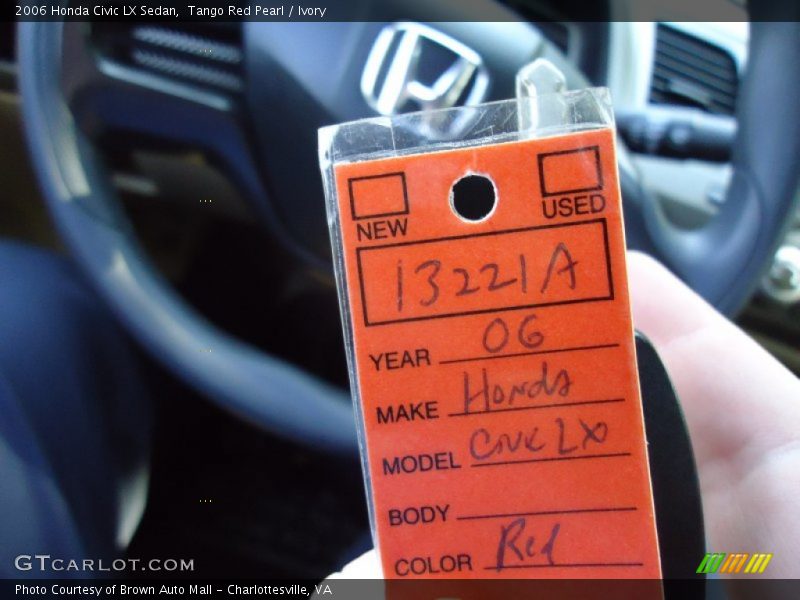 2006 Honda Civic LX Sedan,  Tango Red Pearl / Ivory
NEW
USED
13221A
YEAR 06
MAKE Honda
MODEL Civic LX
BODY
COLOR Red
GTCARLOT.COM
Photo Courtesy of Brown Auto Mall - Charlottesville, VA